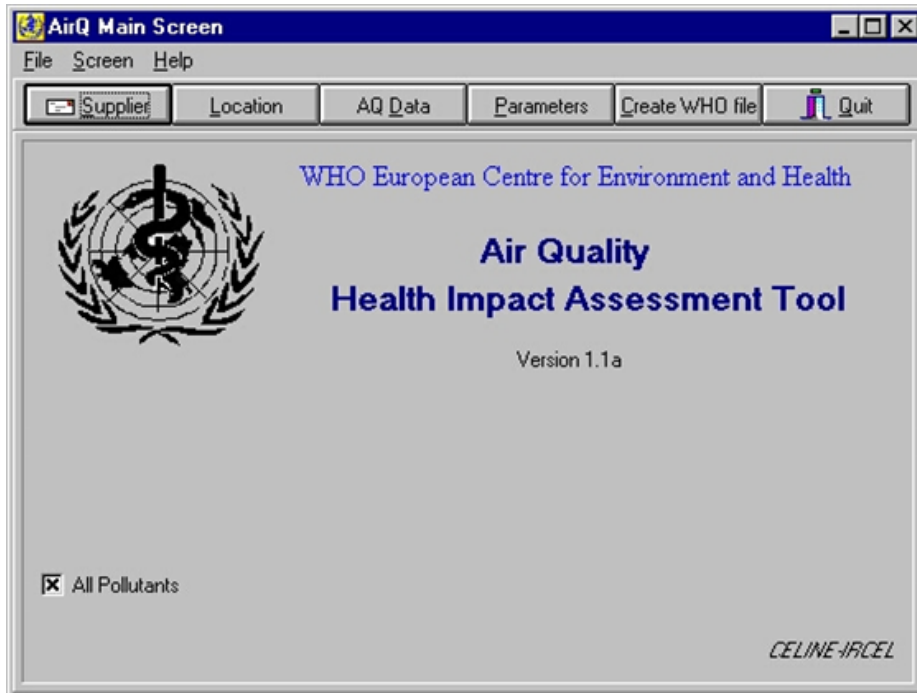 AirQ Main Screen
File Screen Help
Supplier Location AQ Data Parameters Create WHO file Quit
WHO European Centre for Environment and Health
Air Quality
Health Impact Assessment Tool
Version 1.1a
All Pollutants
CELINE-IRCEL